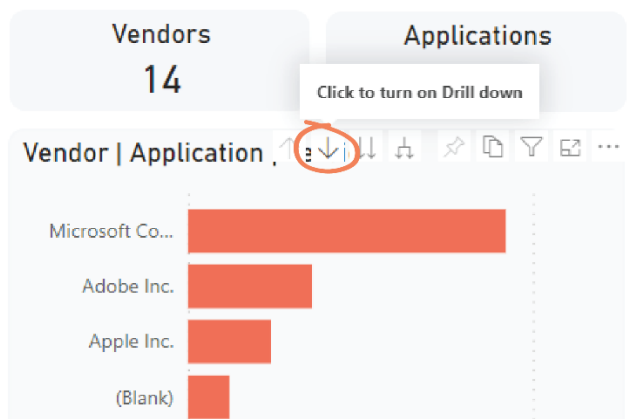 Vendors
Applications
14
Click to turn on Drill down
Vendor | Application
Microsoft Co...
Adobe Inc.
Apple Inc.
(Blank)